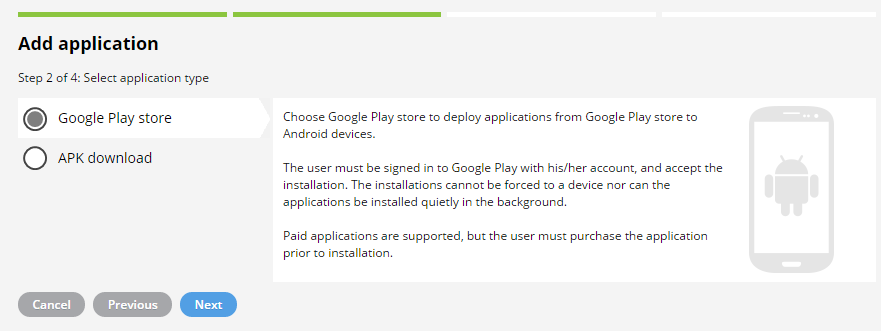 Add application
Step 2 of 4: Select application type
Google Play store
APK download
Choose Google Play store to deploy applications from Google Play store to
Android devices.
The user must be signed in to Google Play with his/her account, and accept the
installation. The installations cannot be forced to a device nor can the
applications be installed quietly in the background.
Paid applications are supported, but the user must purchase the application
prior to installation.
Cancel
Previous
Next